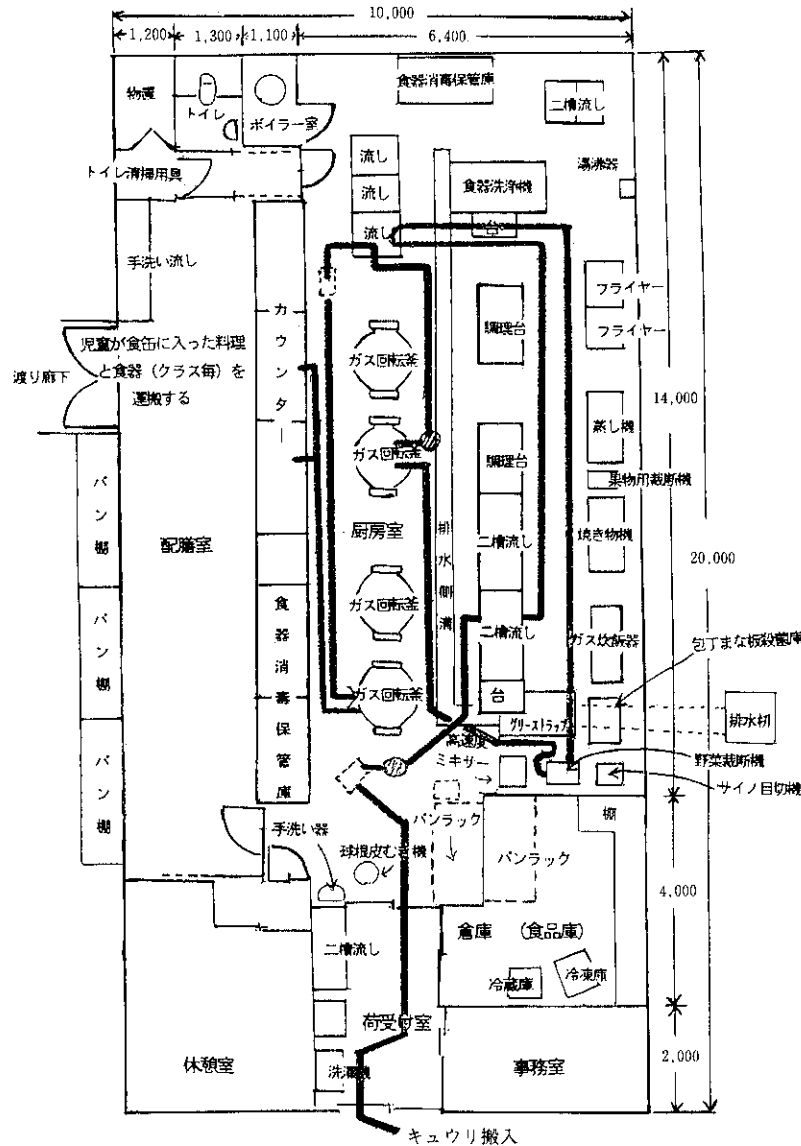 10,000
1,200
1,300
1,100
6,400
物置
トイレ
ボイラー室
食器消毒保管庫
二槽流し
湯沸器
トイレ清掃用具
流し
流し
流し
食器洗浄機
台
手洗い流し
カウンター
フライヤー
フライヤー
調理台
ガス回転釜
児童が食缶に入った料理
と食器（クラス毎）を
運搬する
渡り廊下
14,000
蒸し機
調理台
ガス回転釜
果物用裁断機
パン棚
配膳室
厨房室
排水側溝
二槽流し
焼き物機
20,000
食器消毒保管庫
ガス回転釜
二槽流し
ガス炊飯器
包丁まな板殺菌庫
パン棚
ガス回転釜
台
グリーストラップ
排水桝
高速度
ミキサー
野菜裁断機
サイノ目切機
パン棚
手洗い器
球根皮むき機
パンラック
パンラック
棚
4,000
倉庫　（食品庫）
二槽流し
冷蔵庫
冷凍庫
荷受付室
休憩室
洗濯機
事務室
2,000
キュウリ搬入